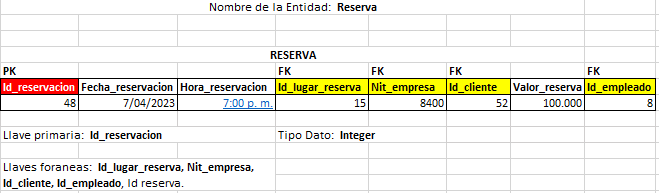 Nombre de la Entidad: Reserva
RESERVA
PK FK FK FK FK
Id_reservacion Fecha_reservacion Hora_reservacion Id_lugar_reserva Nit_empresa Id_cliente Valor_reserva Id_empleado
48 7/04/2023 7:00 p. m. 15 8400 52 100.000 8
Llave primaria: Id_reservacion Tipo Dato: Integer
Llaves foraneas: Id_lugar_reserva, Nit_empresa,
Id_cliente, Id_empleado, Id reserva.